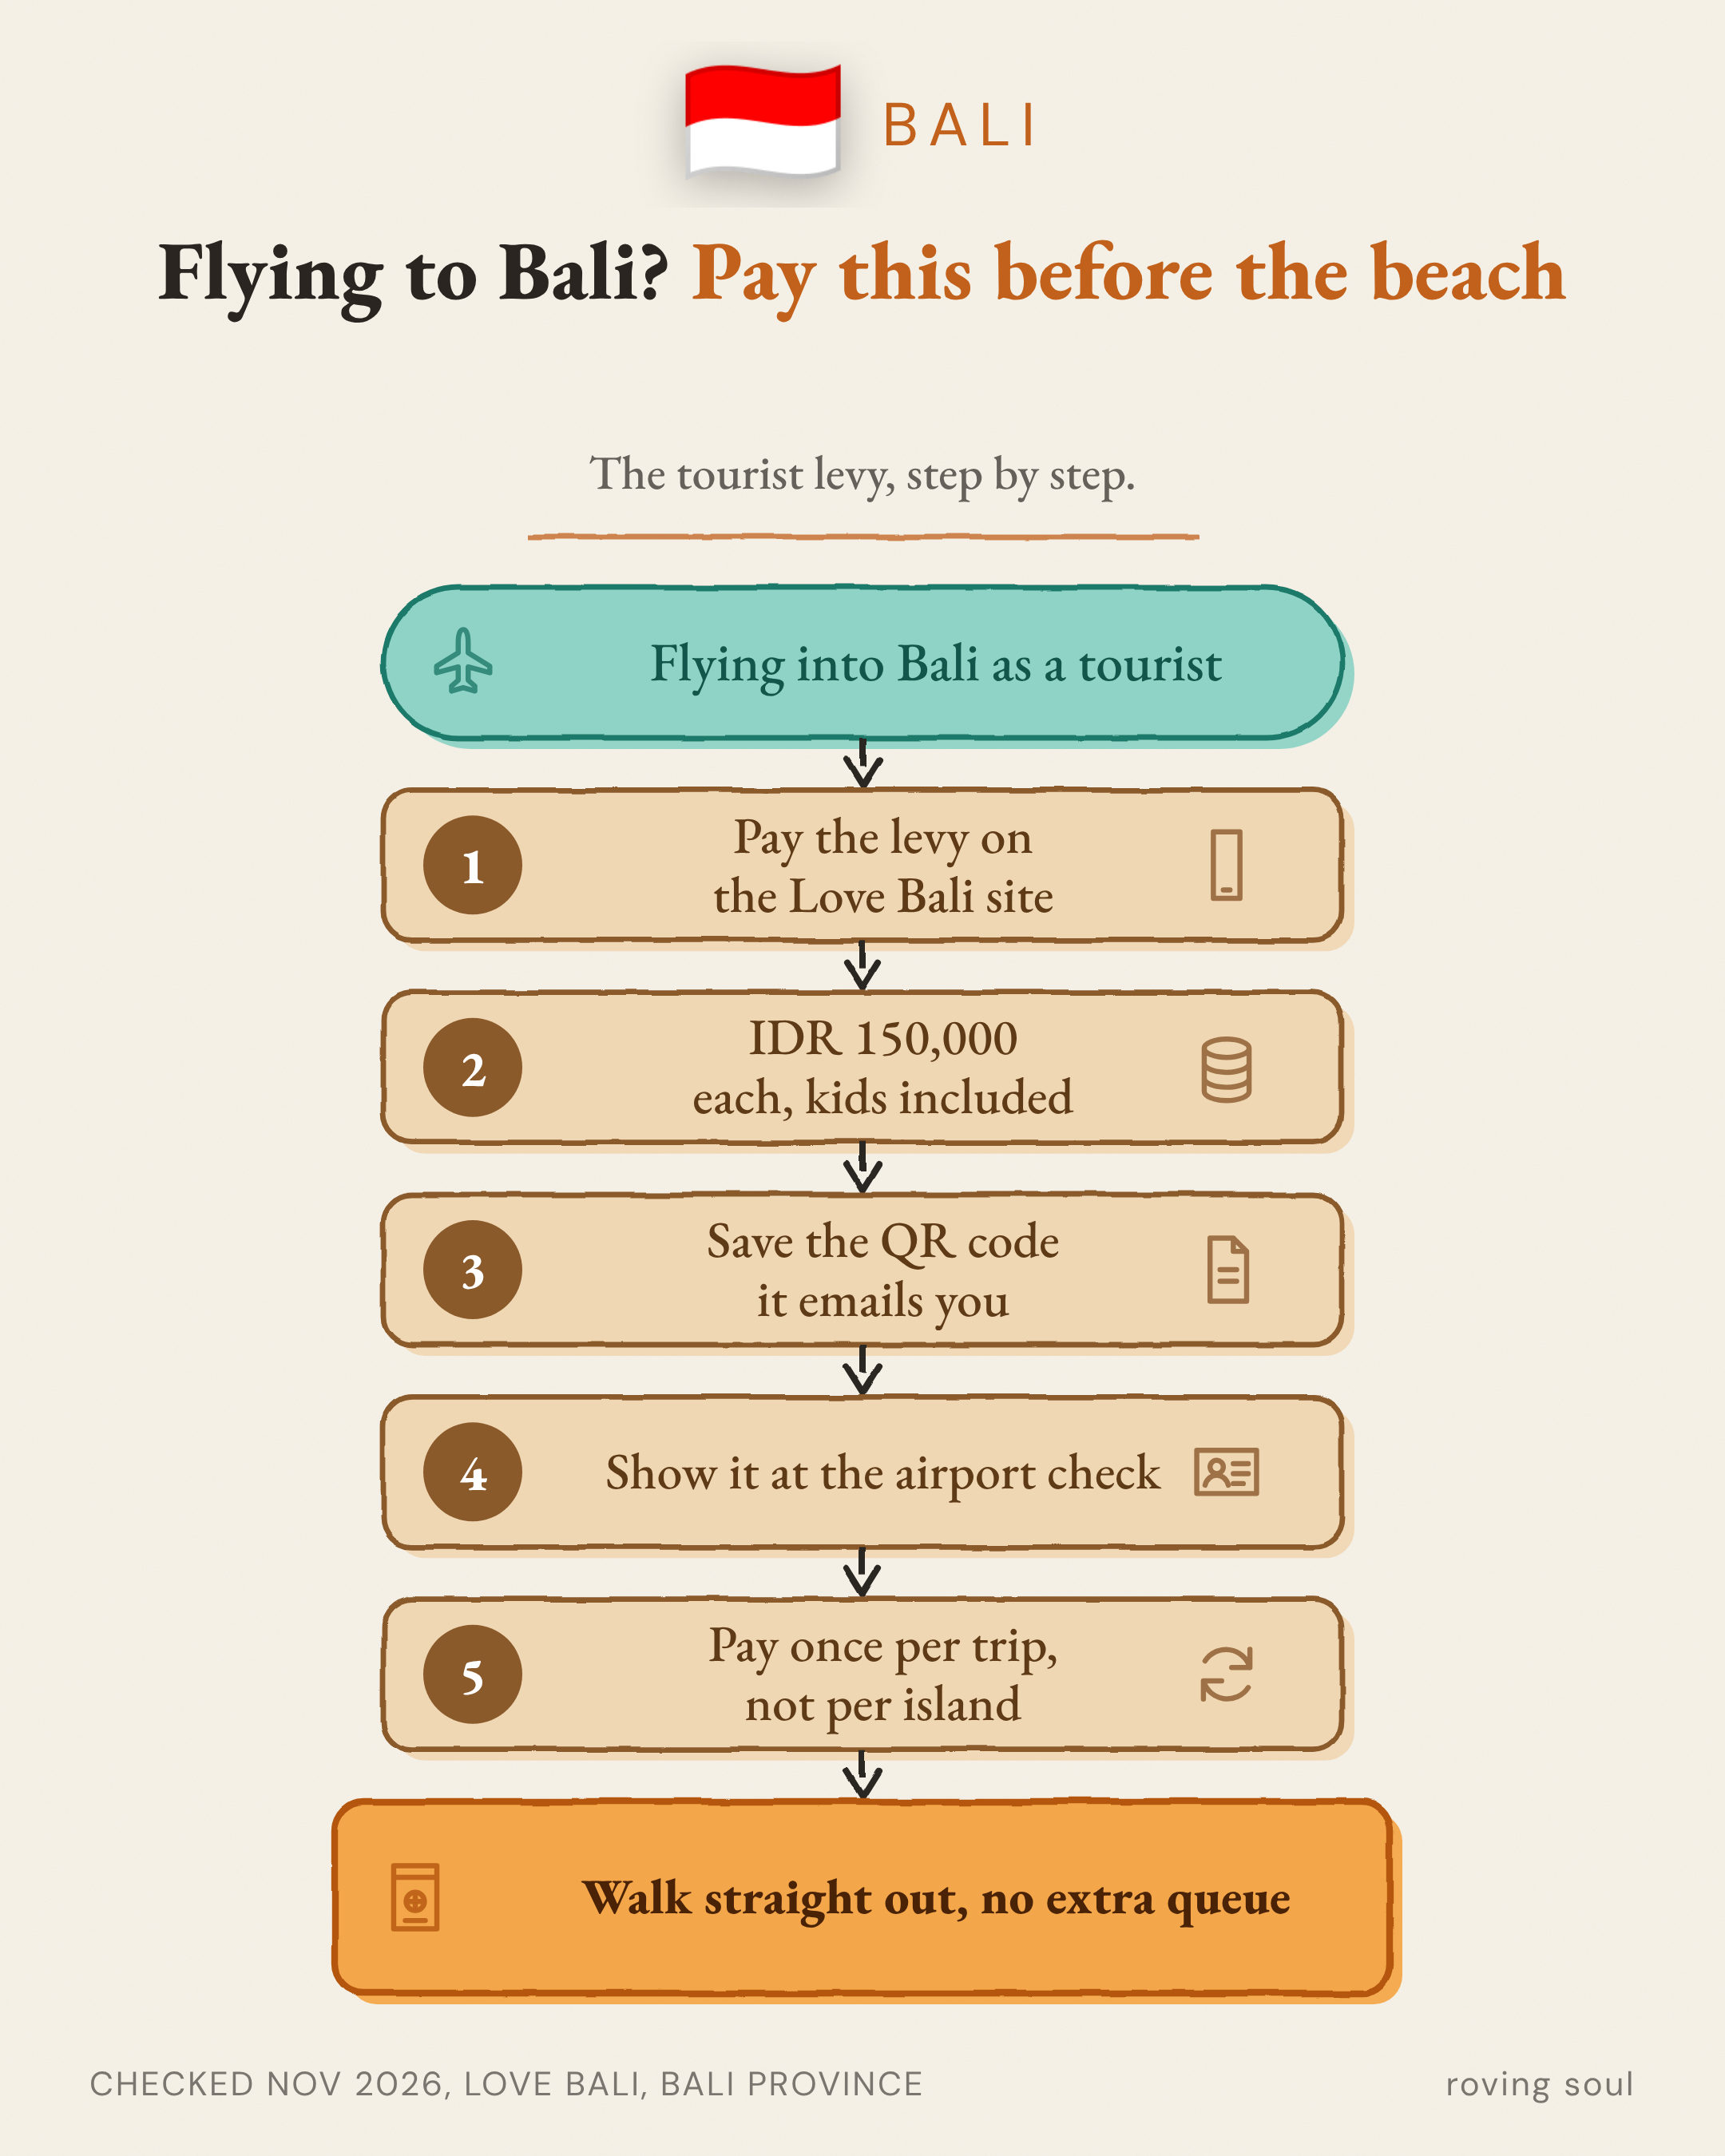 BALI
Flying to Bali? Pay this before the beach
The tourist levy, step by step.
Flying into Bali as a tourist
1
Pay the levy on
the Love Bali site
2
IDR 150,000
each, kids included
3
Save the QR code
it emails you
4
Show it at the airport check
5
Pay once per trip,
not per island
Walk straight out, no extra queue
CHECKED NOV 2026, LOVE BALI, BALI PROVINCE
roving soul